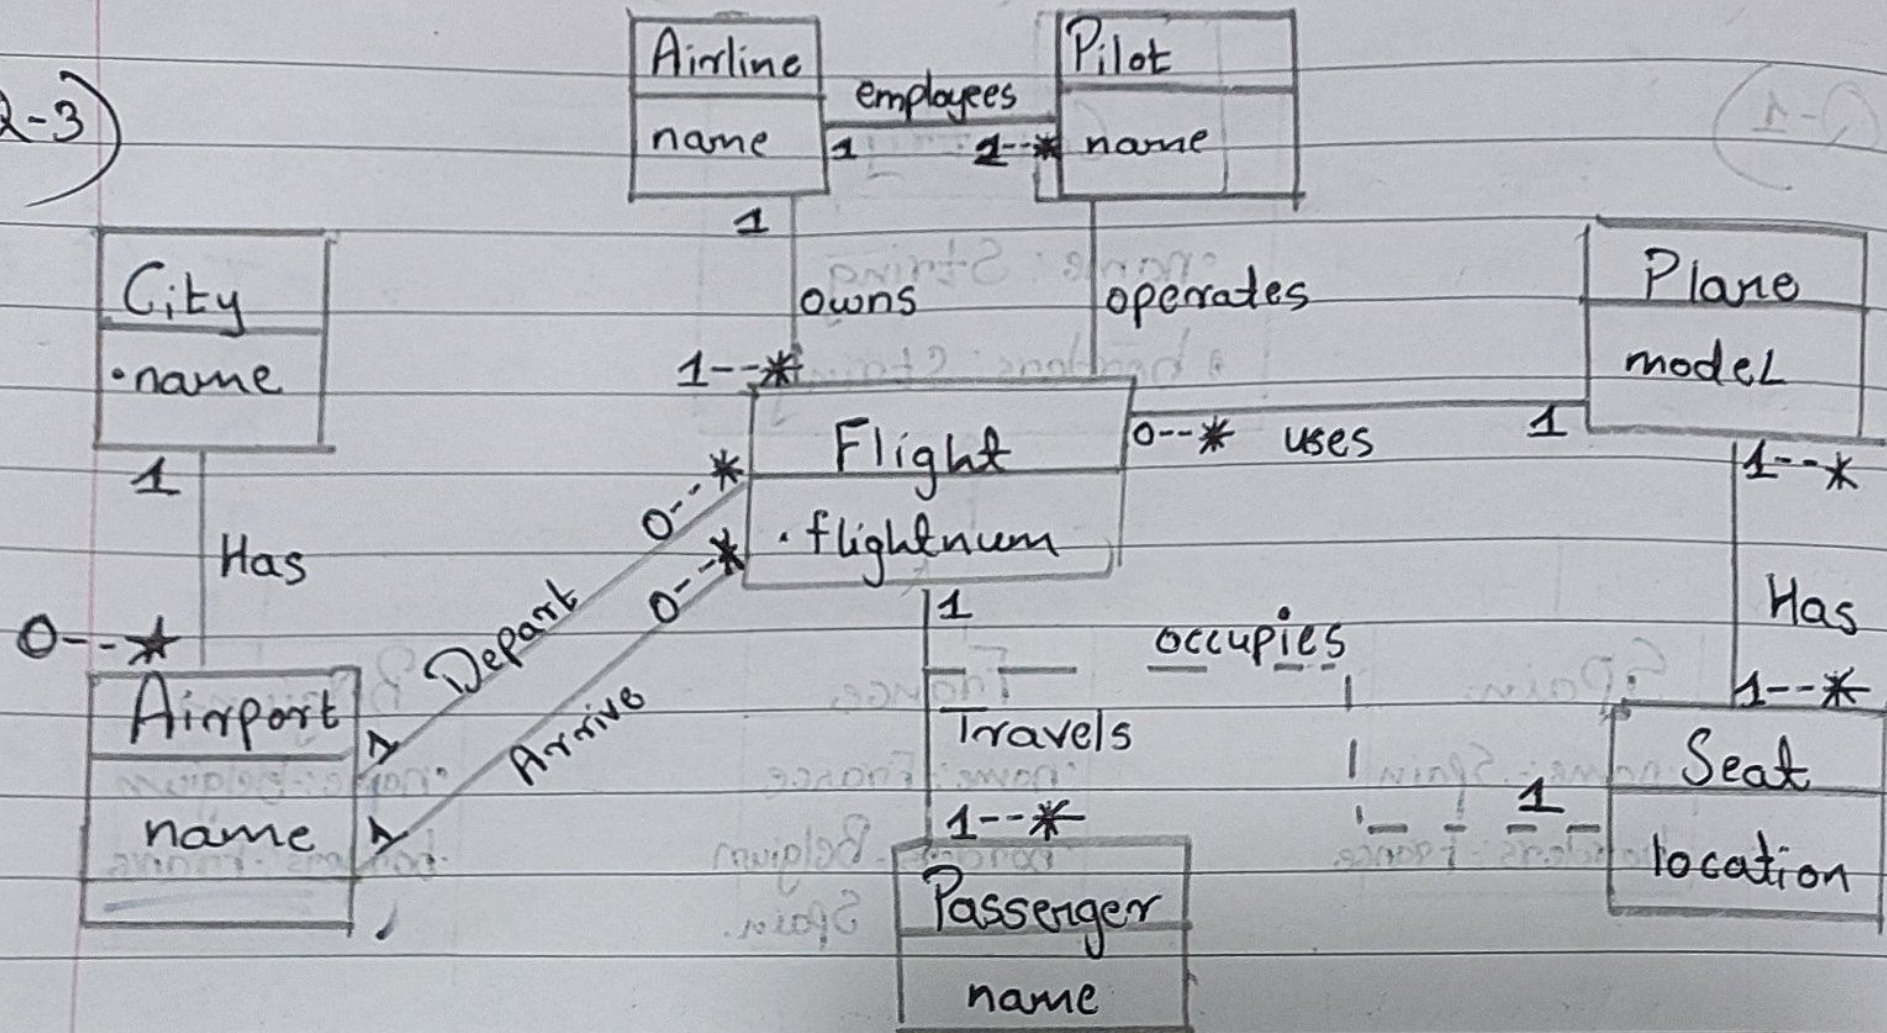 Airline
Pilot
employees
name
1
1--*
name
1
City
owns
operates
Plane
name
model
1--*
Flight
0--*
uses
1
1
0--*
1--*
flightnum
Has
0--*
Has
1
0--*
Depart
occupies
1--*
Airport
Arrive
Travels
Seat
1
name
1
1--*
1
location
Passenger
name